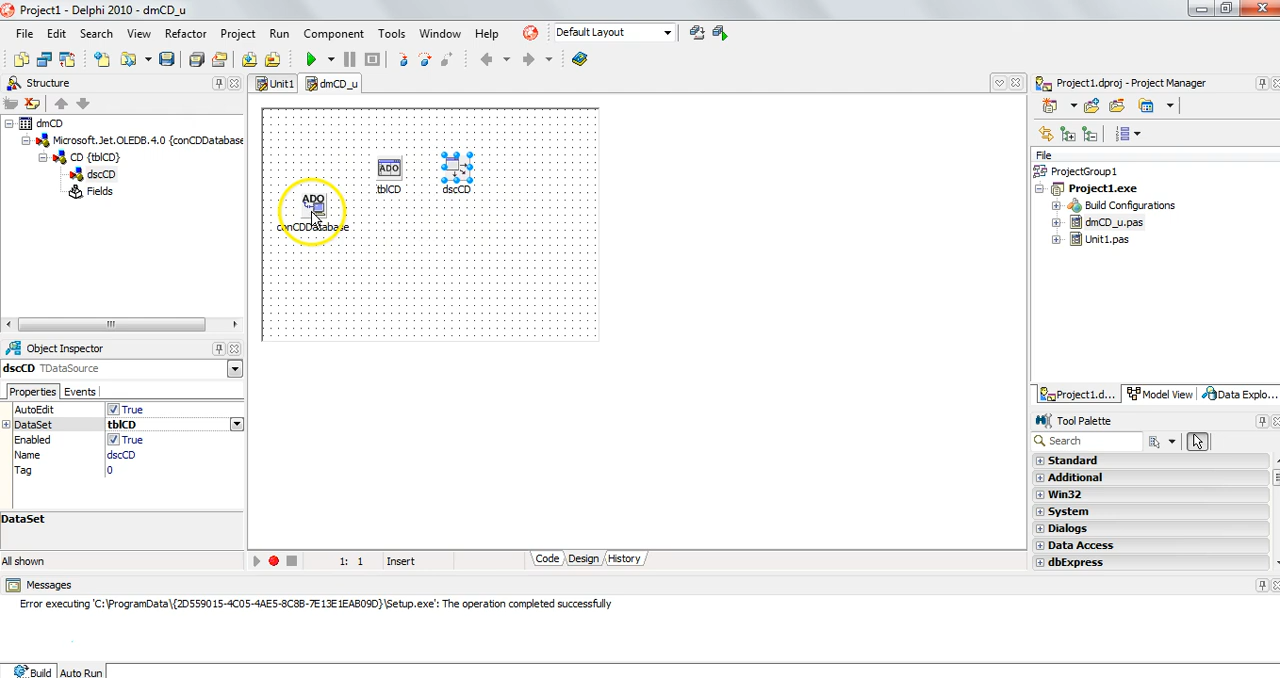 Project1 - Delphi 2010 - dmCD_u
File Edit Search View Refactor Project Run Component Tools Window Help Default Layout
Structure
Unit1 dmCD_u
Project1.dproj - Project Manager
dmCD
Microsoft.Jet.OLEDB.4.0 {conCDDatabase
CD {tblCD}
dscCD
Fields
ADO
tblCD
dscCD
ADO
conCDDatabase
File
ProjectGroup1
Project1.exe
Build Configurations
dmCD_u.pas
Unit1.pas
Object Inspector
dscCD TDataSource
Properties Events
AutoEdit True
DataSet tblCD
Enabled True
Name dscCD
Tag 0
DataSet
All shown
1: 1 Insert Code Design History
Project1.d... Model View Data Explo...
Tool Palette
Search
Standard
Additional
Win32
System
Dialogs
Data Access
dbExpress
Messages
Error executing 'C:\ProgramData\{2D559015-4C05-4AE5-8C8B-7E13E1EAB09D}\Setup.exe': The operation completed successfully
Build Auto Run